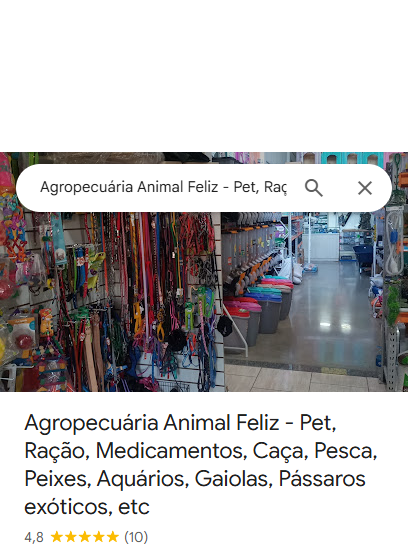 Agropecuária Animal Feliz - Pet, Raç
Agropecuária Animal Feliz - Pet,
Ração, Medicamentos, Caça, Pesca,
Peixes, Aquários, Gaiolas, Pássaros
exóticos, etc
4,8 (10)